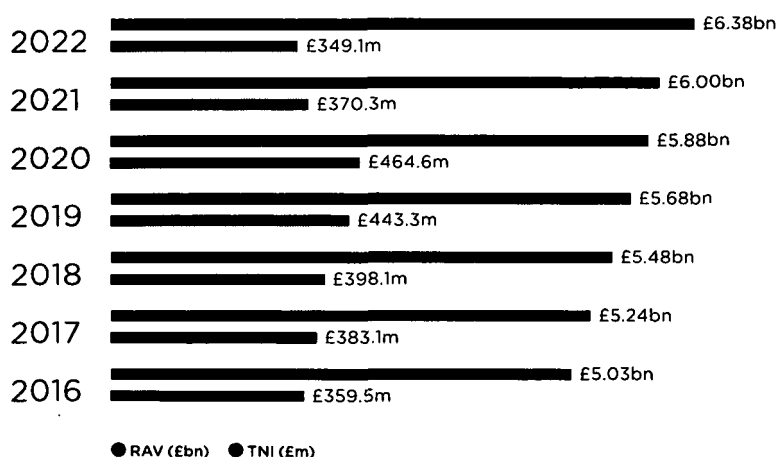 £6.38bn
2022
£349.1m
£6.00bn
2021
£370.3m
£5.88bn
2020
£464.6m
£5.68bn
2019
£443.3m
£5.48bn
2018
£398.1m
£5.24bn
2017
£383.1m
£5.03bn
2016
£359.5m
RAV (£bn) TNI (£m)